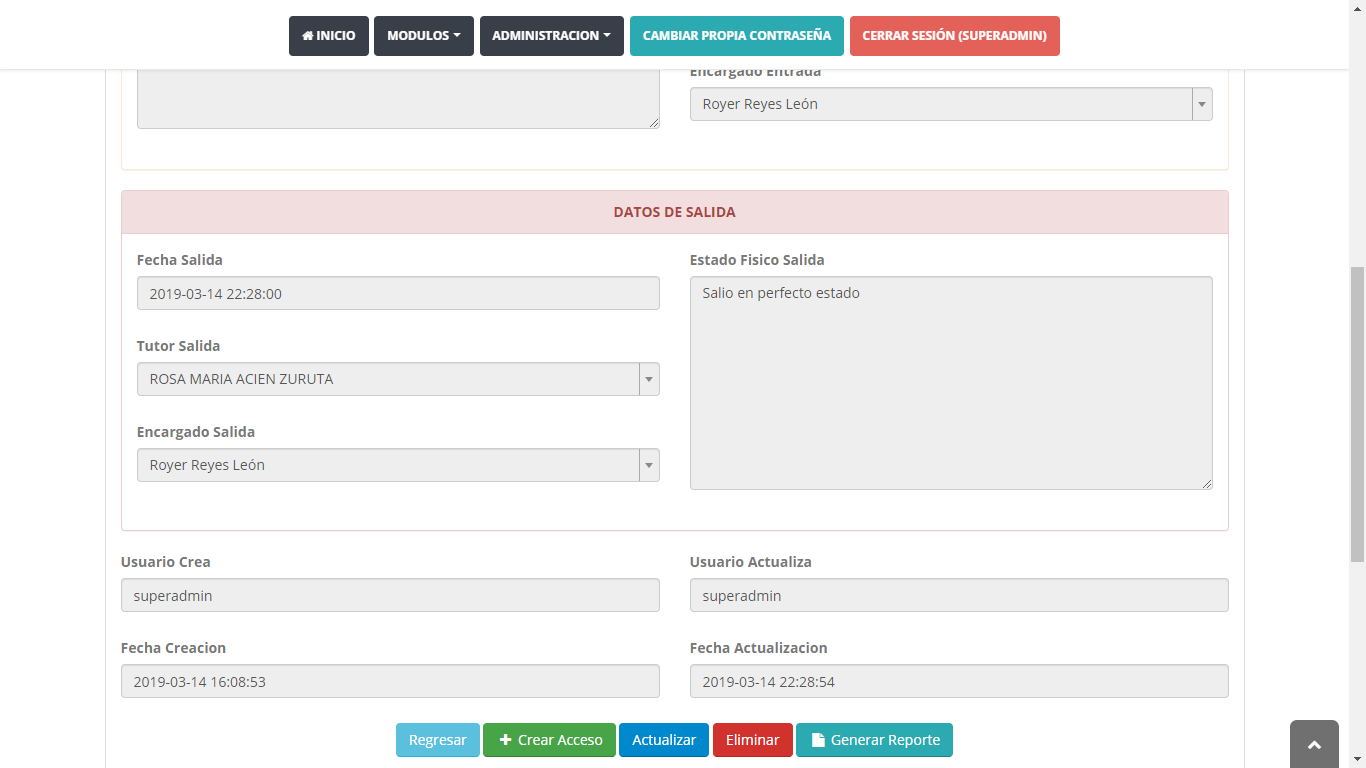 INICIO
MODULOS
ADMINISTRACION
CAMBIAR PROPIA CONTRASEÑA
CERRAR SESIÓN (SUPERADMIN)
Encargado Entrada
Royer Reyes León
DATOS DE SALIDA
Fecha Salida
2019-03-14 22:28:00
Tutor Salida
ROSA MARIA ACIEN ZURUTA
Encargado Salida
Royer Reyes León
Estado Fisico Salida
Salio en perfecto estado
Usuario Crea
superadmin
Usuario Actualiza
superadmin
Fecha Creacion
2019-03-14 16:08:53
Fecha Actualizacion
2019-03-14 22:28:54
Regresar
Crear Acceso
Actualizar
Eliminar
Generar Reporte